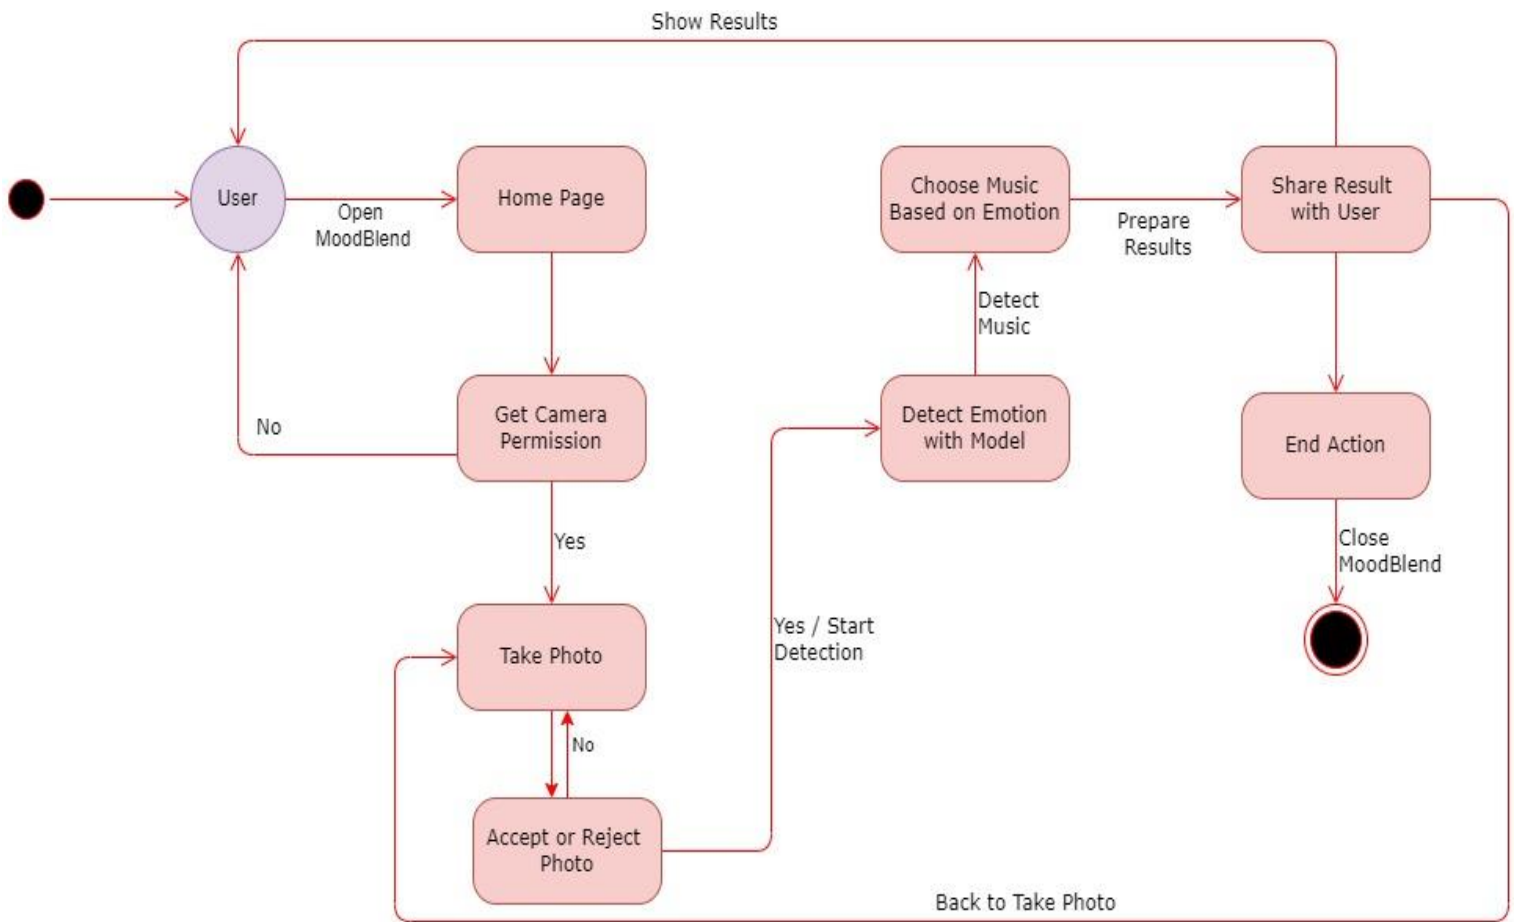 Show Results
User
Open
MoodBlend
Home Page
Choose Music
Based on Emotion
Prepare
Results
Share Result
with User
Detect
Music
Get Camera
Permission
No
Detect Emotion
with Model
End Action
Yes
Close
MoodBlend
Take Photo
Yes / Start
Detection
No
Accept or Reject
Photo
Back to Take Photo